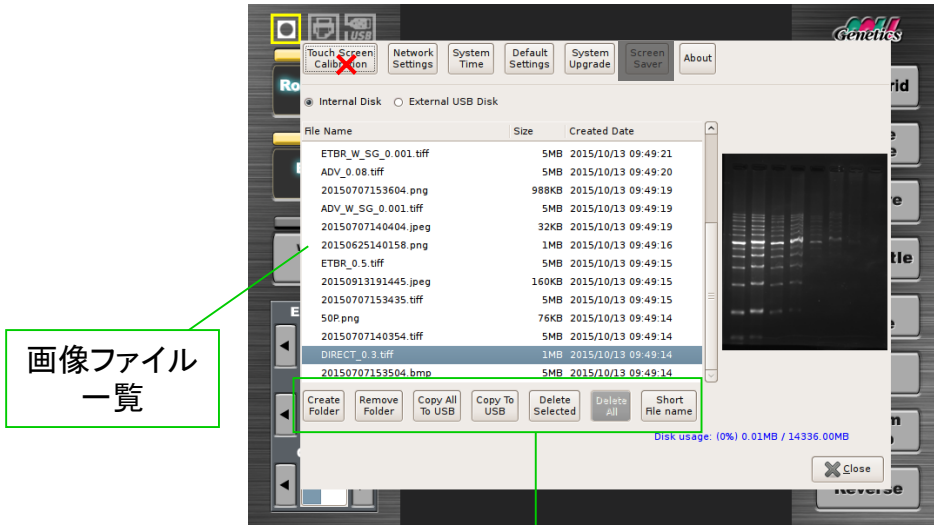 USB
Genetics
Touch Screen
Calibration
Network
Settings
System
Time
Default
Settings
System
Upgrade
Screen
Saver
About
Internal Disk
External USB Disk
File Name Size Created Date
ETBR_W_SG_0.001.tiff 5MB 2015/10/13 09:49:21
ADV_0.08.tiff 5MB 2015/10/13 09:49:20
20150707153604.png 988KB 2015/10/13 09:49:19
ADV_W_SG_0.001.tiff 5MB 2015/10/13 09:49:19
20150707140404.jpeg 32KB 2015/10/13 09:49:19
20150625140158.png 1MB 2015/10/13 09:49:16
ETBR_0.5.tiff 5MB 2015/10/13 09:49:15
20150913191445.jpeg 160KB 2015/10/13 09:49:15
20150707153435.tiff 5MB 2015/10/13 09:49:15
50P.png 76KB 2015/10/13 09:49:14
20150707140354.tiff 5MB 2015/10/13 09:49:14
DIRECT_0.3.tiff 1MB 2015/10/13 09:49:14
20150707153504.bmp 5MB 2015/10/13 09:49:14
画像ファイル
一覧
Create
Folder
Remove
Folder
Copy All
To USB
Copy To
USB
Delete
Selected
Delete
All
Short
File name
Disk usage: (0%) 0.01MB / 14336.00MB
Close
Reverse